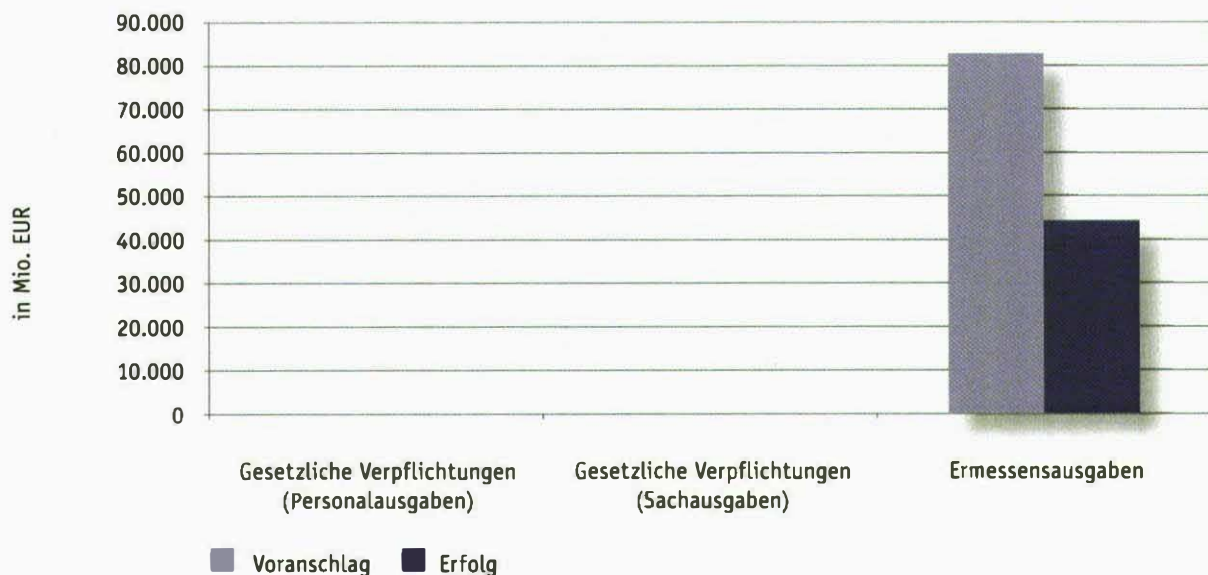 90.000
80.000
70.000
60.000
50.000
40.000
30.000
20.000
10.000
0
in Mio. EUR
Gesetzliche Verpflichtungen
(Personalausgaben)
Gesetzliche Verpflichtungen
(Sachausgaben)
Ermessensausgaben
Voranschlag
Erfolg